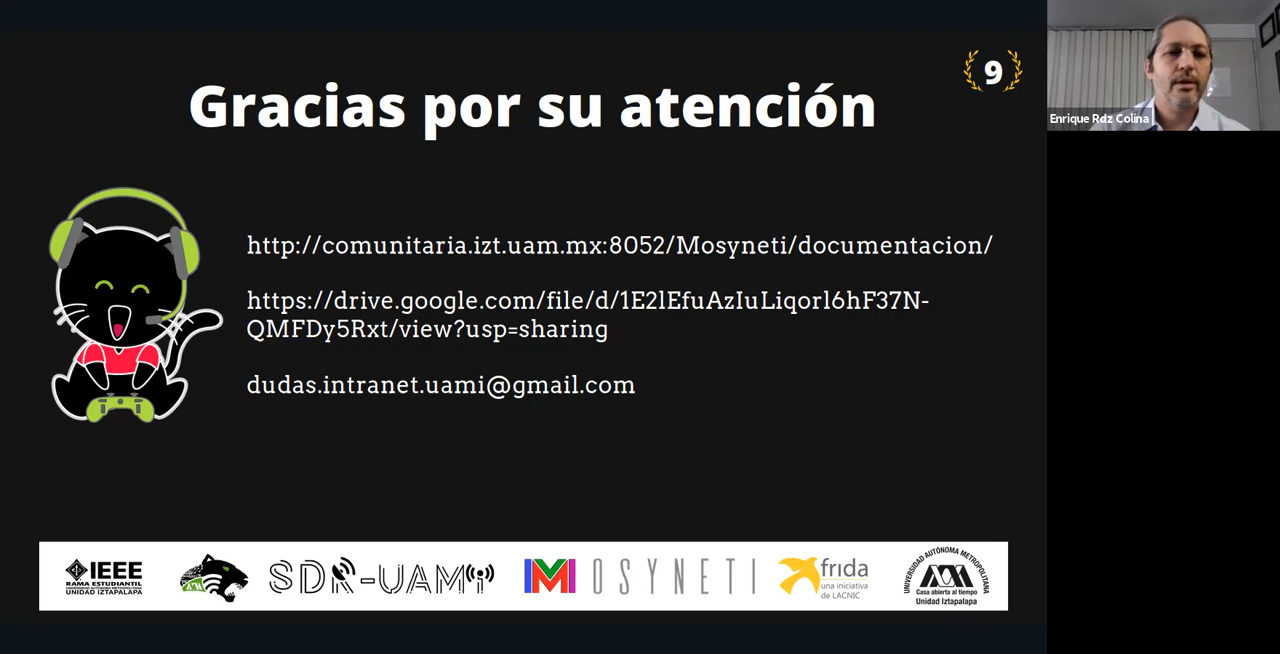 9
Gracias por su atención
Enrique Rdz Colina
http://comunitaria.izt.uam.mx:8052/Mosyneti/documentacion/
https://drive.google.com/file/d/1E2lEfuAzIuLiqorl6hF37N-
QMFDy5Rxt/view?usp=sharing
dudas.intranet.uami@gmail.com
IEEE
RAMA ESTUDIANTIL
UNIDAD IZTAPALAPA
SDR-UAMi
MOSYNETI
frida
una iniciativa
de LACNIC
UNIVERSIDAD AUTÓNOMA METROPOLITANA
Casa abierta al tiempo
Unidad Iztapalapa